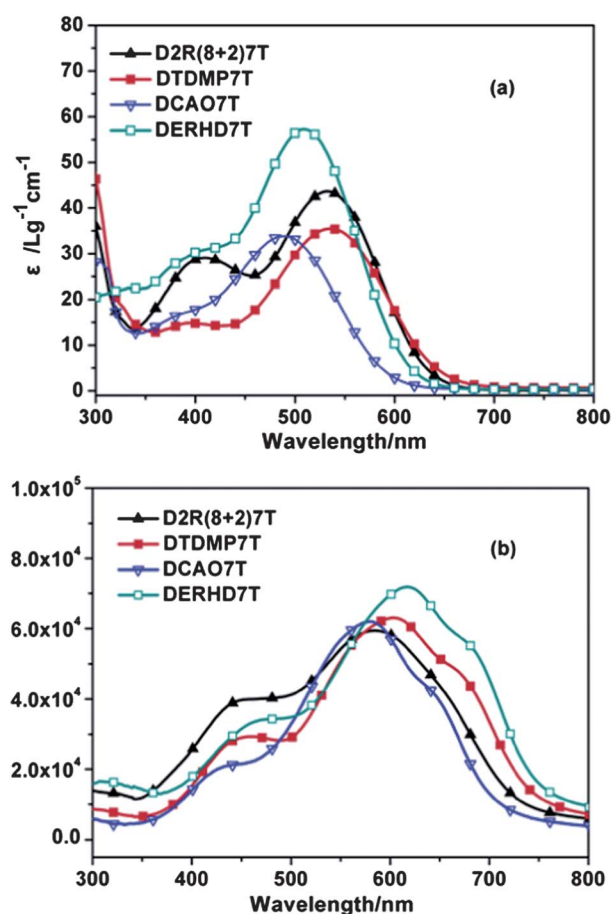 80
70
60
50
40
30
20
10
0
ε /Lg⁻¹cm⁻¹
D2R(8+2)7T
DTDMP7T
DCAO7T
DERHD7T
(a)
300 400 500 600 700 800
Wavelength/nm
1.0x10⁵
8.0x10⁴
6.0x10⁴
4.0x10⁴
2.0x10⁴
0.0
D2R(8+2)7T
DTDMP7T
DCAO7T
DERHD7T
(b)
300 400 500 600 700 800
Wavelength/nm